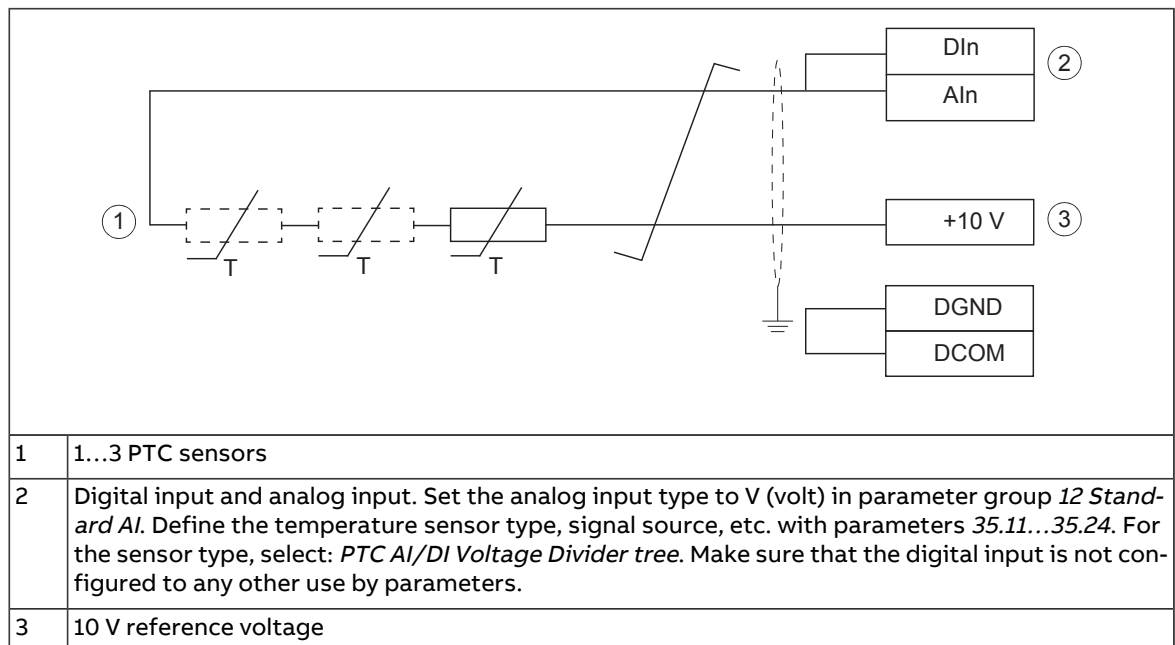 DIn
2
AIn
1
T
T
T
+10 V
3
DGND
DCOM
1 1…3 PTC sensors
2 Digital input and analog input. Set the analog input type to V (volt) in parameter group 12 Stand-
ard AI. Define the temperature sensor type, signal source, etc. with parameters 35.11…35.24. For
the sensor type, select: PTC AI/DI Voltage Divider tree. Make sure that the digital input is not con-
figured to any other use by parameters.
3 10 V reference voltage